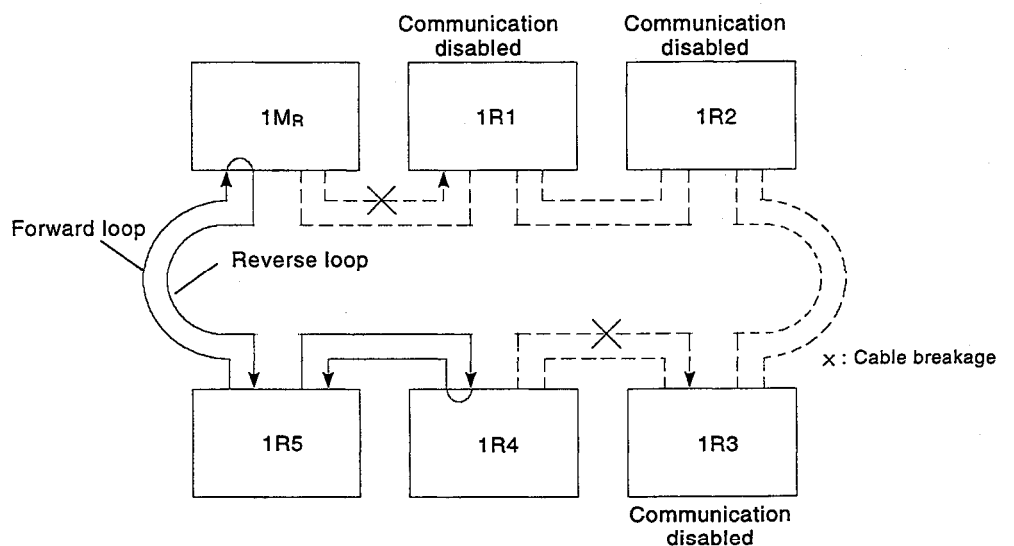 Communication
disabled
Communication
disabled
1MR
1R1
1R2
Forward loop
Reverse loop
× : Cable breakage
1R5
1R4
1R3
Communication
disabled